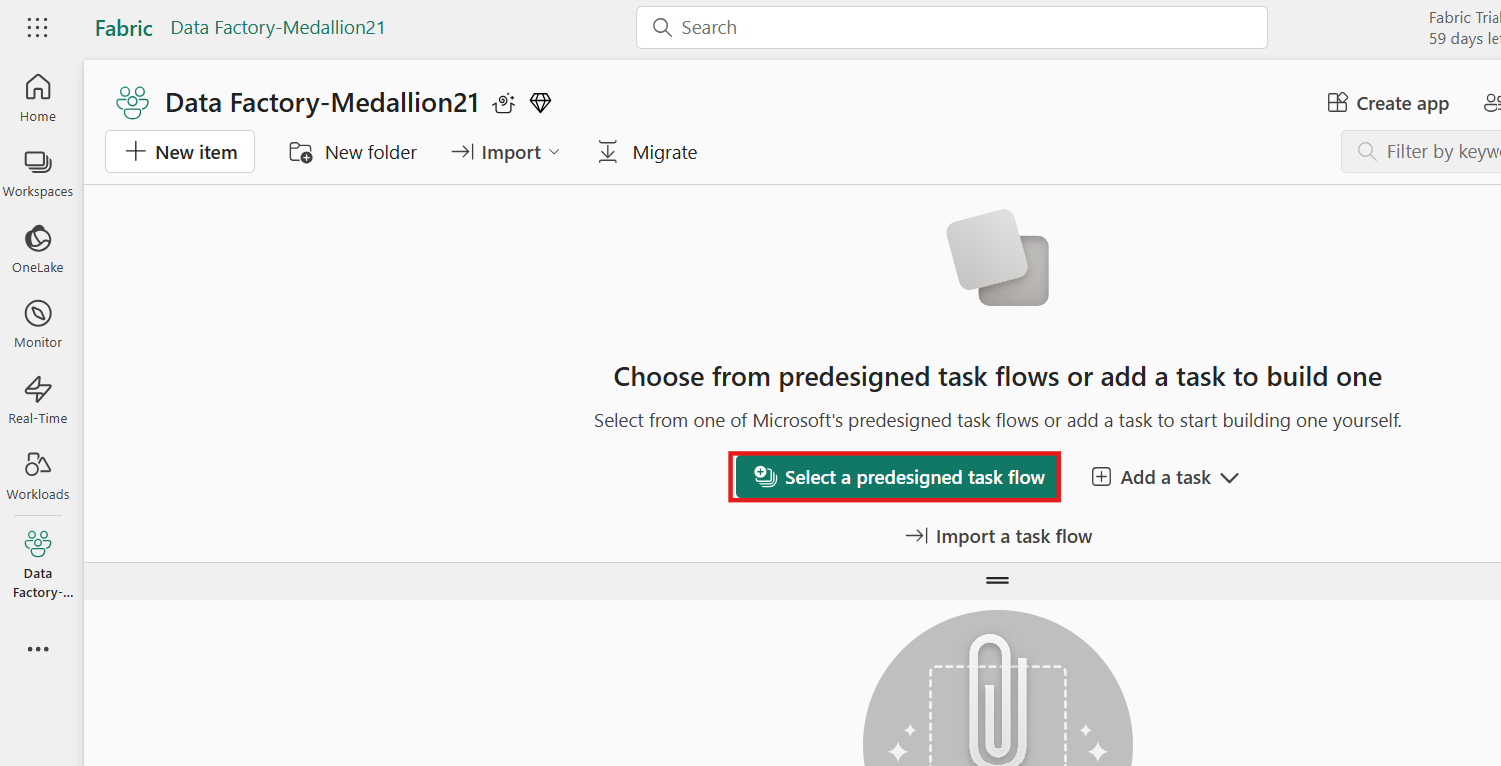 Fabric Data Factory-Medallion21
Search
Fabric Trial
59 days le
Home
Workspaces
OneLake
Monitor
Real-Time
Workloads
Data
Factory-...
Data Factory-Medallion21
Create app
New item
New folder
Import
Migrate
Filter by keyw
Choose from predesigned task flows or add a task to build one
Select from one of Microsoft's predesigned task flows or add a task to start building one yourself.
Select a predesigned task flow
Add a task
Import a task flow